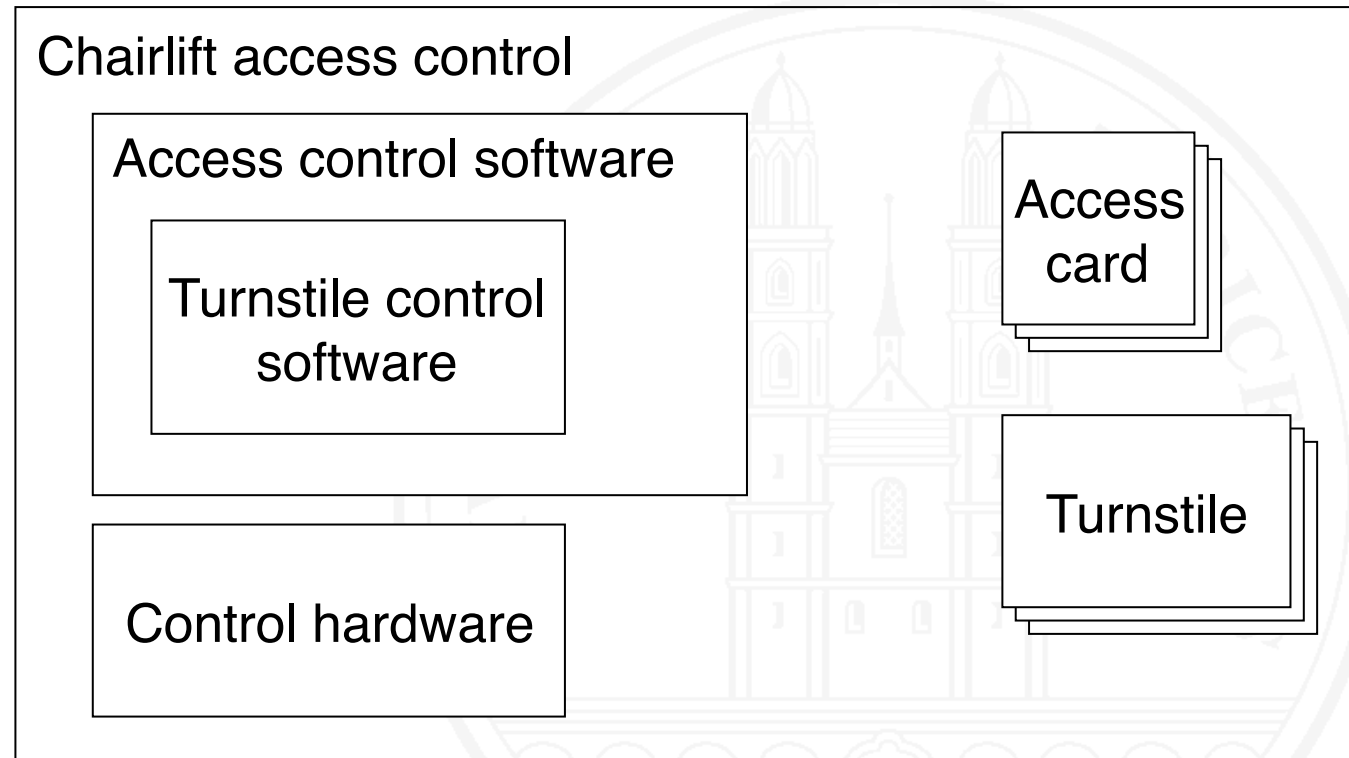 Chairlift access control
Access control software
Turnstile control
software
Control hardware
Access
card
Turnstile